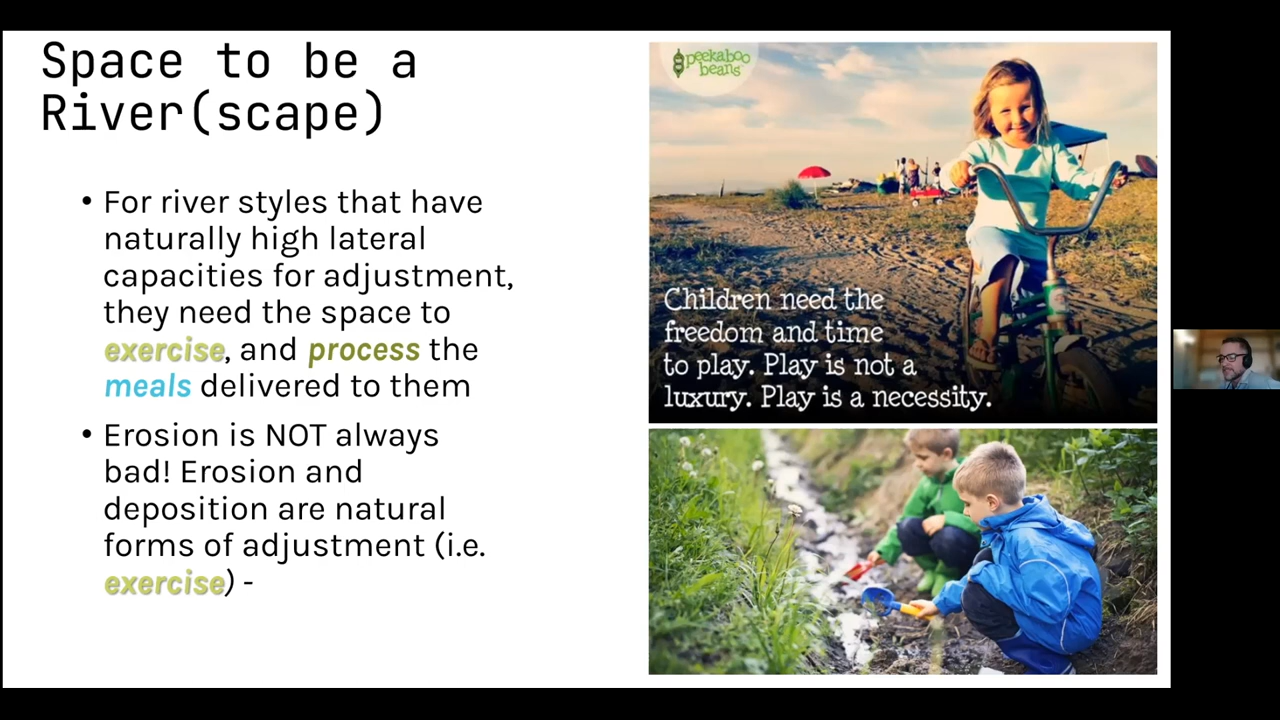 Space to be a
River(scape)
• For river styles that have
naturally high lateral
capacities for adjustment,
they need the space to
exercise, and process the
meals delivered to them
• Erosion is NOT always
bad! Erosion and
deposition are natural
forms of adjustment (i.e.
exercise) -
peekaboo
beans
Children need the
freedom and time
to play. Play is not a
luxury. Play is a necessity.